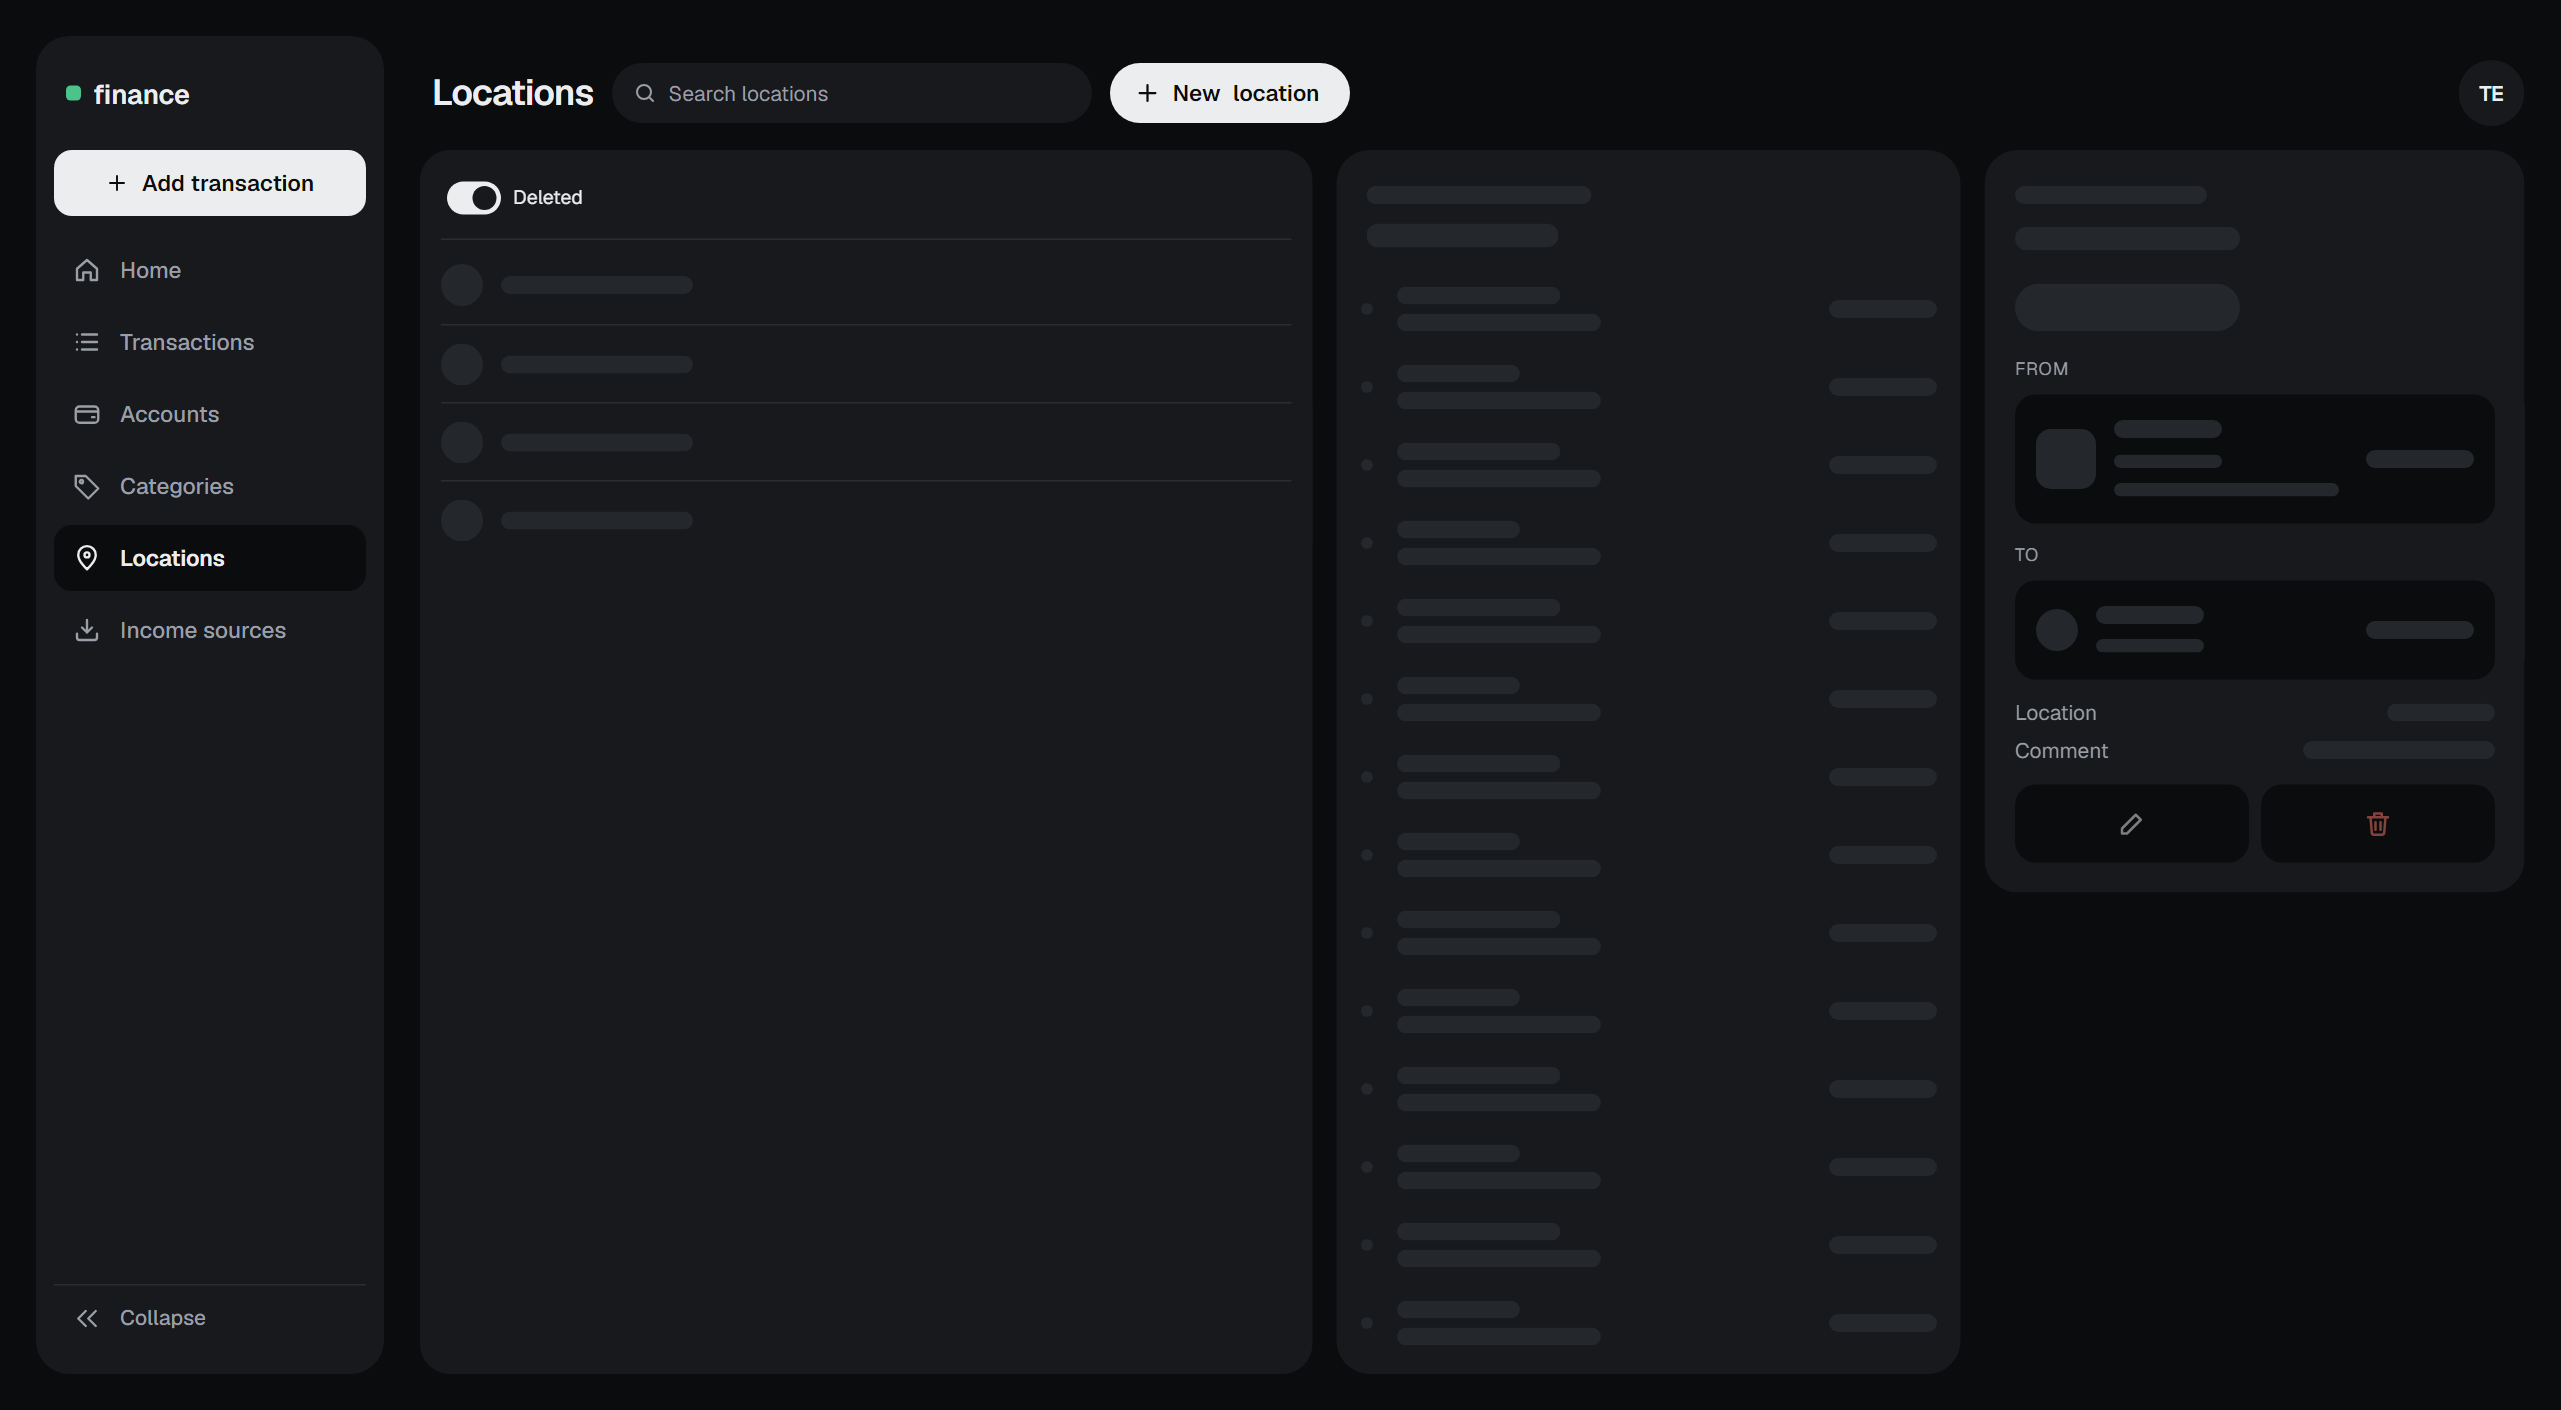 finance
Add transaction
Home
Transactions
Accounts
Categories
Locations
Income sources
Collapse
Locations
Search locations
New location
TE
Deleted
FROM
TO
Location
Comment